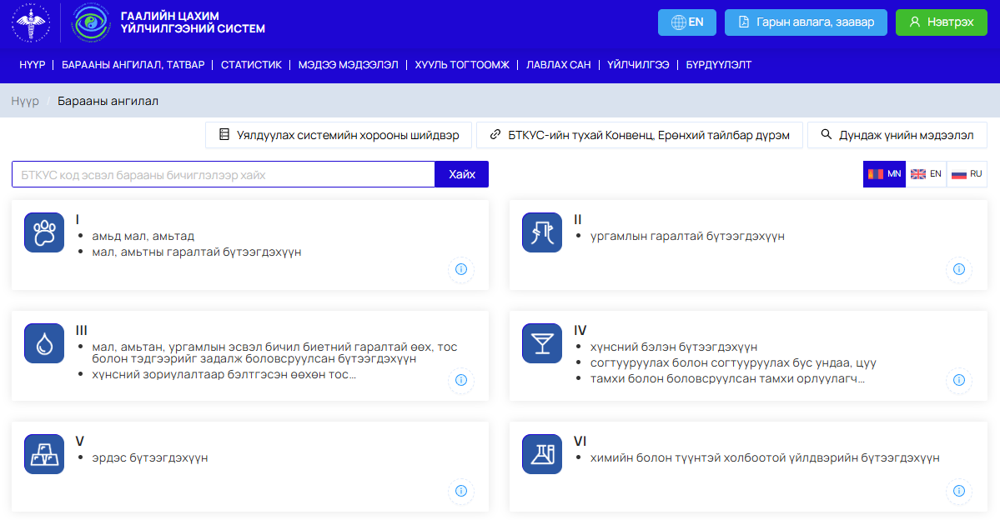 ГААЛИЙН ЦАХИМ
ҮЙЛЧИЛГЭЭНИЙ СИСТЕМ
EN
Гарын авлага, заавар
Нэвтрэх
НҮҮР | БАРААНЫ АНГИЛАЛ, ТАТВАР | СТАТИСТИК | МЭДЭЭ МЭДЭЭЛЭЛ | ХУУЛЬ ТОГТООМЖ | ЛАВЛАХ САН | ҮЙЛЧИЛГЭЭ | БҮРДҮҮЛЭЛТ
Нүүр / Барааны ангилал
Уялдуулах системийн хорооны шийдвэр
БТКУС-ийн тухай Конвенц, Ерөнхий тайлбар дүрэм
Дундаж үнийн мэдээлэл
БТКУС код эсвэл барааны бичиглэлээр хайх
Хайх
MN
EN
RU
I
• амьд мал, амьтад
• мал, амьтны гаралтай бүтээгдэхүүн
II
• ургамлын гаралтай бүтээгдэхүүн
III
• мал, амьтан, ургамлын эсвэл бичил биетний гаралтай өөх, тос
болон тэдгээрийг задалж боловсруулсан бүтээгдэхүүн
• хүнсний зориулалтаар бэлтгэсэн өөхөн тос...
IV
• хүнсний бэлэн бүтээгдэхүүн
• согтууруулах болон согтууруулах бус ундаа, цуу
• тамхи болон боловсруулсан тамхи орлуулагч...
V
• эрдэс бүтээгдэхүүн
VI
• химийн болон түүнтэй холбоотой үйлдвэрийн бүтээгдэхүүн